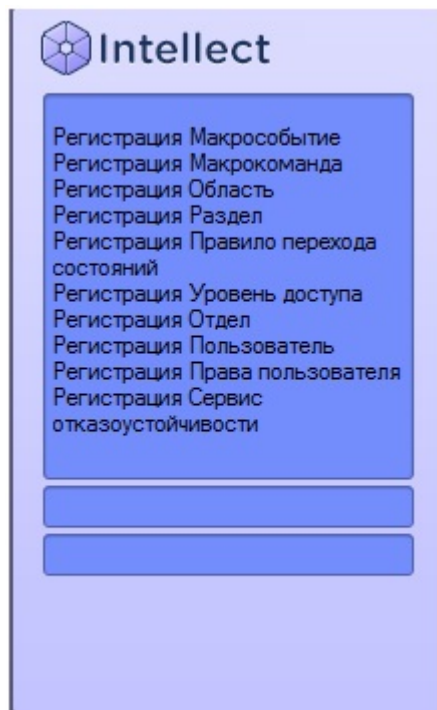 Intellect
Регистрация Макрособытие
Регистрация Макрокоманда
Регистрация Область
Регистрация Раздел
Регистрация Правило перехода
состояний
Регистрация Уровень доступа
Регистрация Отдел
Регистрация Пользователь
Регистрация Права пользователя
Регистрация Сервис
отказоустойчивости